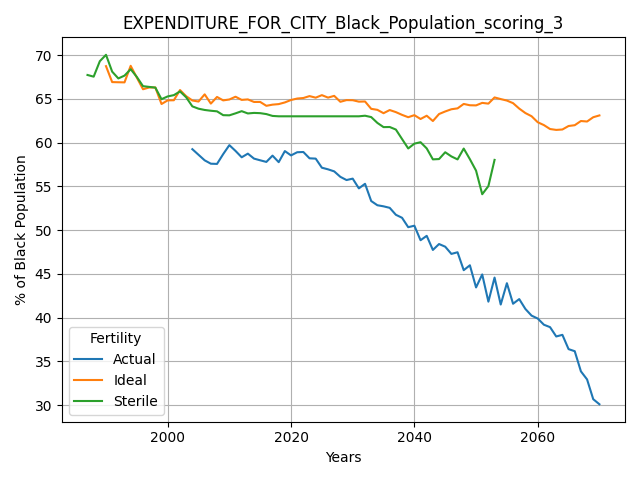 EXPENDITURE_FOR_CITY_Black_Population_scoring_3
% of Black Population
70
65
60
55
50
45
40
35
30
Fertility
Actual
Ideal
Sterile
2000 2020 2040 2060
Years